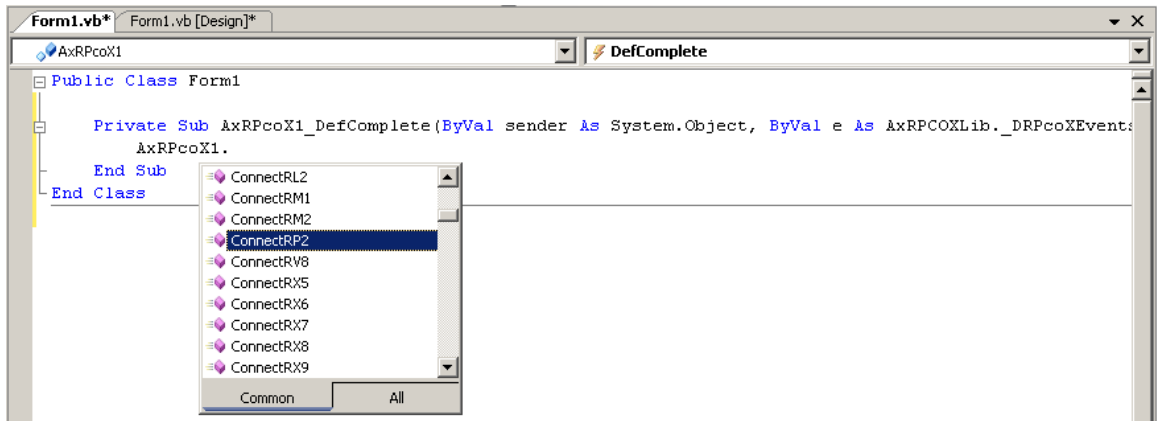 Form1.vb* Form1.vb [Design]*
AxRPcoX1 DefComplete
Public Class Form1
Private Sub AxRPcoX1_DefComplete(ByVal sender As System.Object, ByVal e As AxRPCOXLib._DRPcoXEvents
AxRPcoX1.
End Sub
End Class
ConnectRL2
ConnectRM1
ConnectRM2
ConnectRP2
ConnectRV8
ConnectRX5
ConnectRX6
ConnectRX7
ConnectRX8
ConnectRX9
Common All